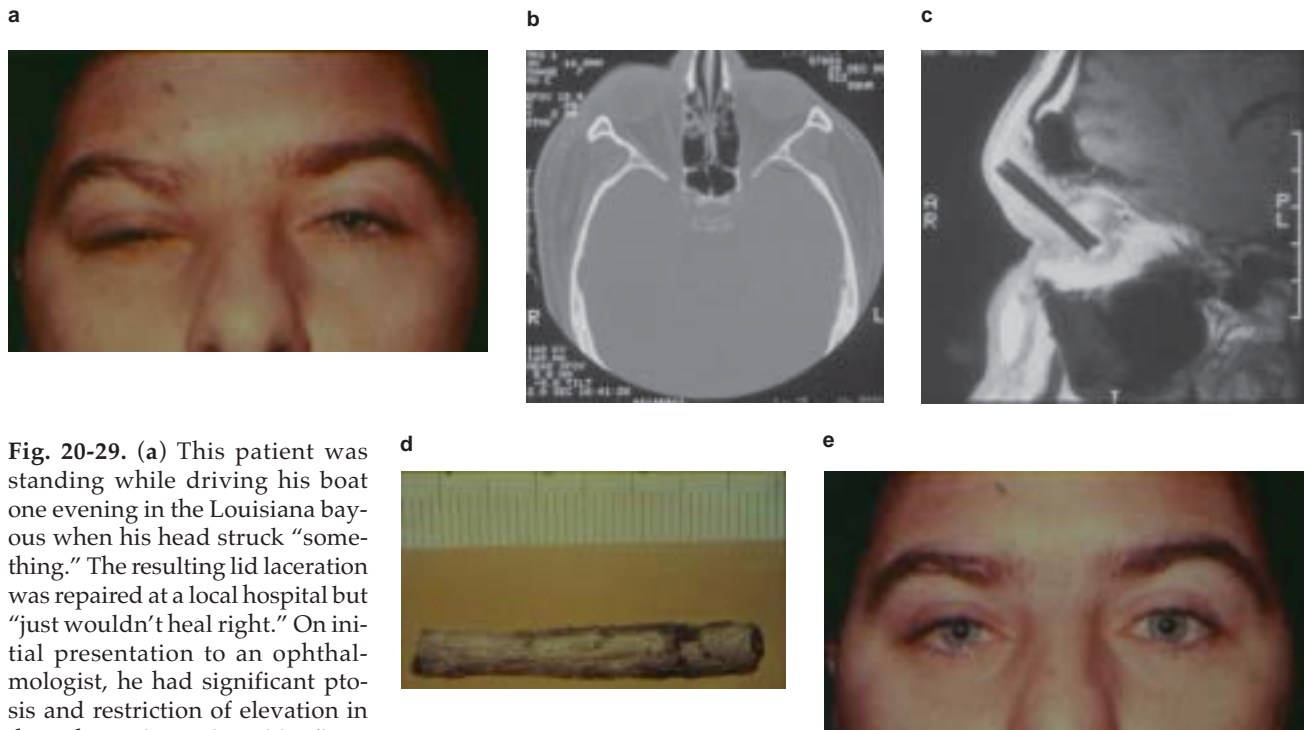 a
b
c
R
L
A
R
P
L
Fig. 20-29. (a) This patient was
standing while driving his boat
one evening in the Louisiana bay-
ous when his head struck “some-
thing.” The resulting lid laceration
was repaired at a local hospital but
“just wouldn’t heal right.” On ini-
tial presentation to an ophthal-
mologist, he had significant pto-
sis and restriction of elevation in
d
e